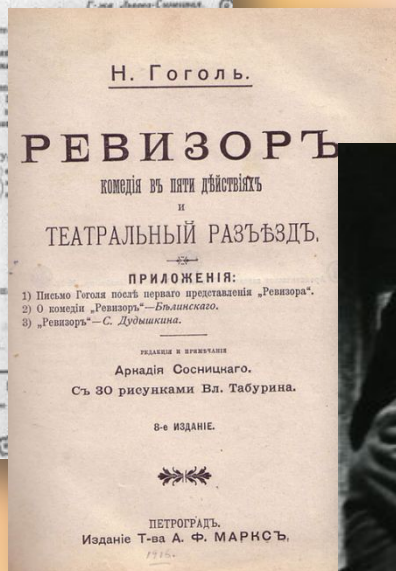 Н. Гоголь.
РЕВИЗОРЪ
КОМЕДІЯ ВЪ ПЯТИ ДѢЙСТВІЯХЪ
И
ТЕАТРАЛЬНЫЙ РАЗЪѢЗДЪ.
ПРИЛОЖЕНІЯ:
1) Письмо Гоголя послѣ перваго представленія „Ревизора“.
2) О комедіи „Ревизоръ“—Бѣлинскаго.
3) „Ревизоръ“—С. Дудышкина.
РЕДАКЦІЯ И ПРИМѢЧАНІЯ
Аркадія Сосницкаго.
Съ 30 рисунками Вл. Табурина.
8-е ИЗДАНІЕ.
ПЕТРОГРАДЪ.
Изданіе Т-ва А. Ф. МАРКСЪ,